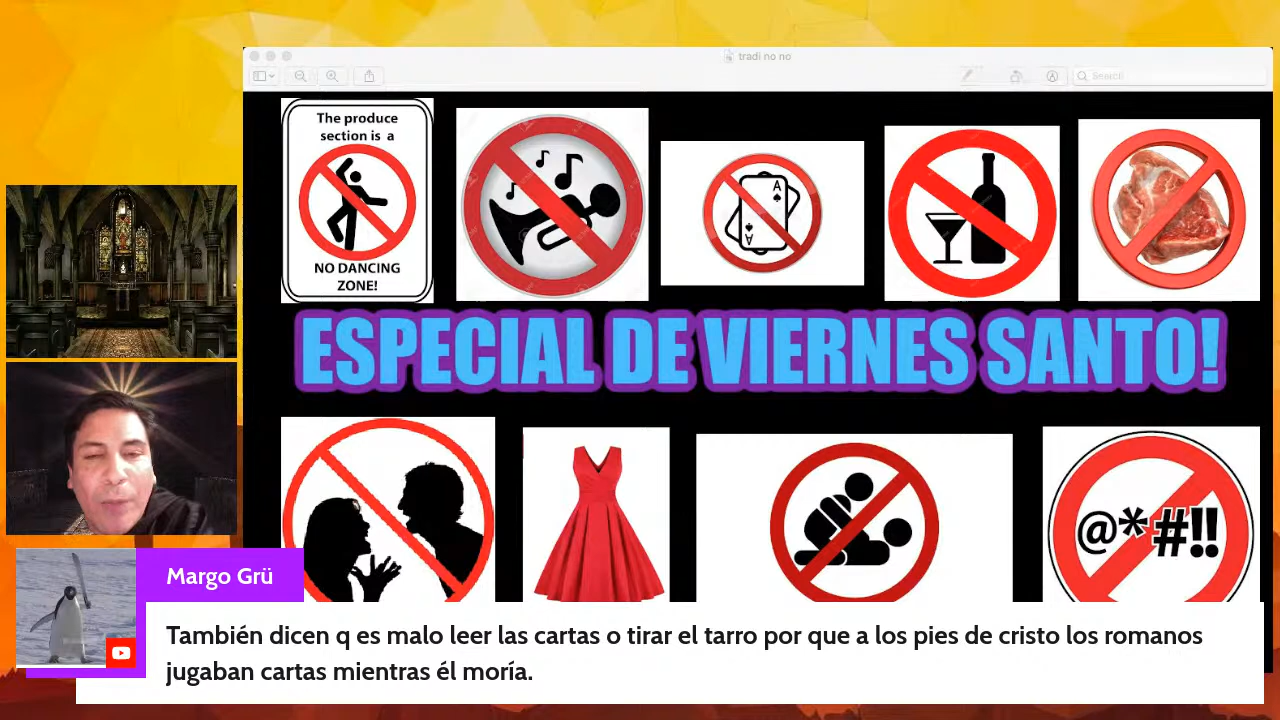 tradi no no
Search
The produce
section is a
NO DANCING
ZONE!
A
A
ESPECIAL DE VIERNES SANTO!
@*#!!
Margo Grü
También dicen q es malo leer las cartas o tirar el tarro por que a los pies de cristo los romanos
jugaban cartas mientras él moría.